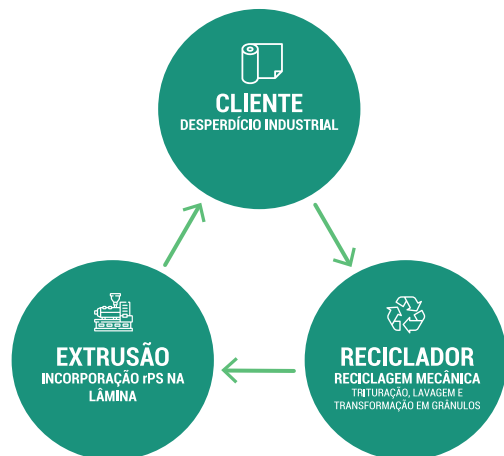 CLIENTE
DESPERDÍCIO INDUSTRIAL
EXTRUSÃO
INCORPORAÇÃO rPS NA
LÂMINA
RECICLADOR
RECICLAGEM MECÂNICA
TRITURAÇÃO, LAVAGEM E
TRANSFORMAÇÃO EM GRÂNULOS